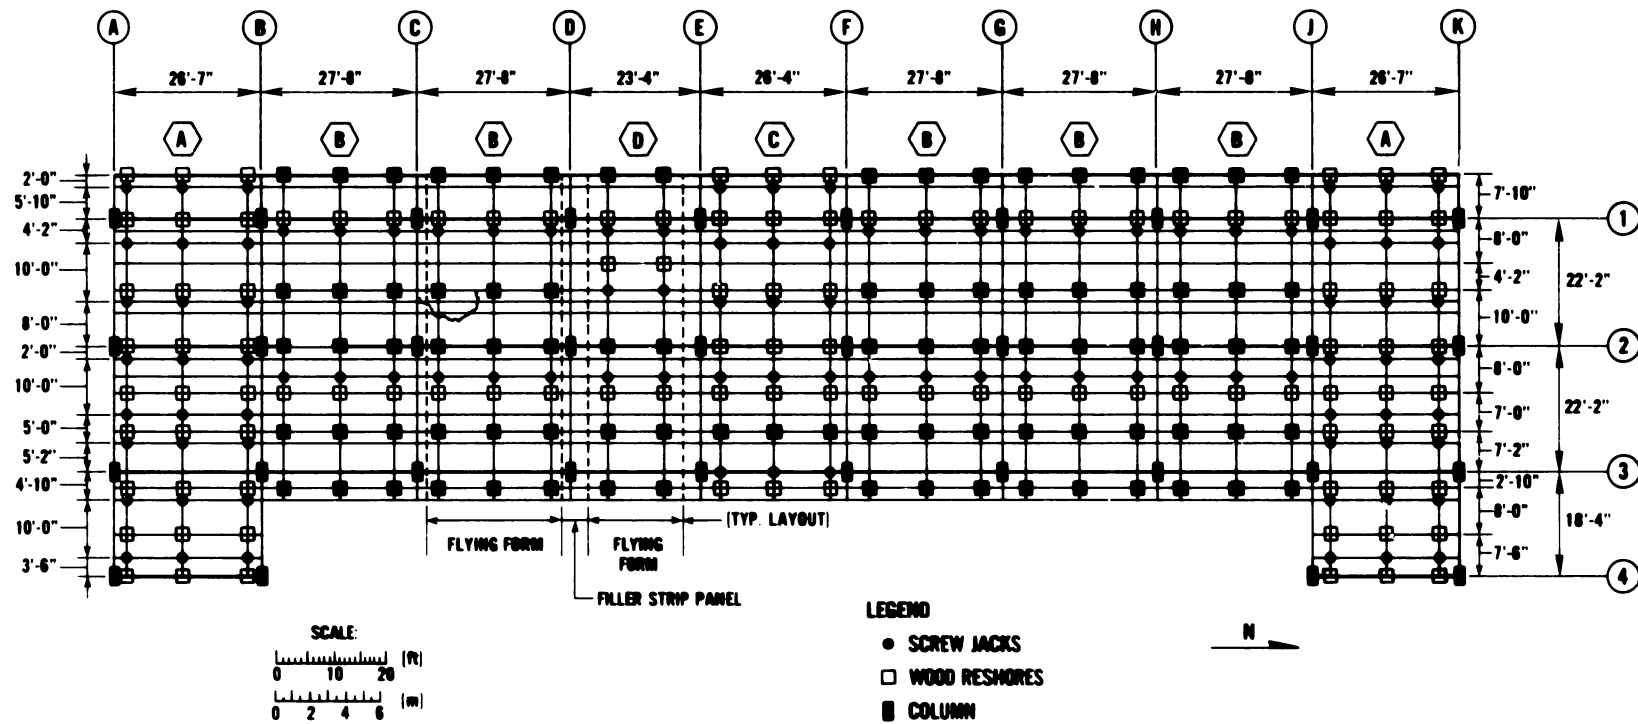 A B C D E F G H J K
26'-7" 27'-8" 27'-8" 23'-4" 26'-4" 27'-8" 27'-8" 27'-8" 26'-7"
A B B D C B B B A
2'-0"
5'-10"
4'-2"
10'-0"
8'-0"
2'-0"
10'-0"
5'-0"
5'-2"
4'-10"
10'-0"
3'-6"
7'-10"
8'-0"
4'-2"
10'-0"
8'-0"
7'-0"
7'-2"
2'-10"
8'-0"
7'-6"
22'-2"
22'-2"
18'-4"
1
2
3
4
(TYP. LAYOUT)
FLYING FORM
FLYING
FORM
FILLER STRIP PANEL
SCALE:
(ft)
0 10 20
(m)
0 2 4 6
LEGEND
SCREW JACKS
WOOD RESHORES
COLUMN
N